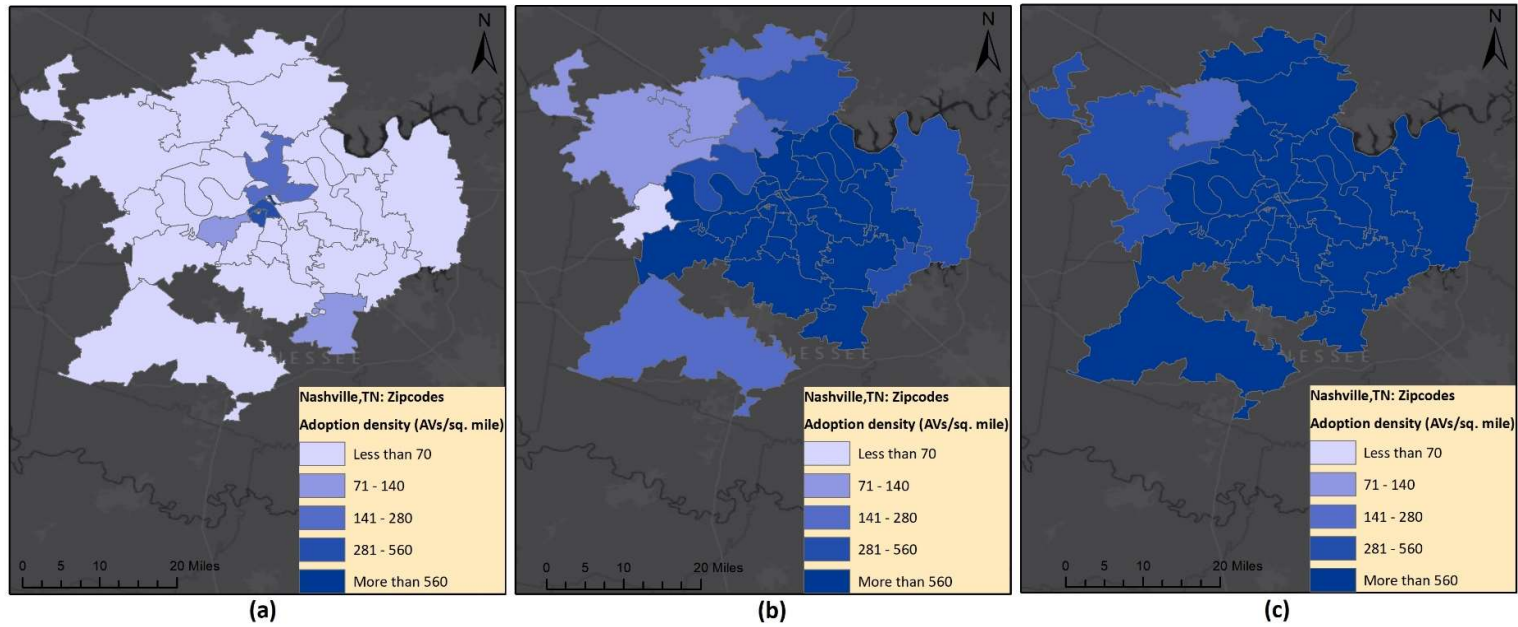 N
NESSEE
Nashville,TN: Zipcodes
Adoption density (AVs/sq. mile)
Less than 70
71 - 140
141 - 280
281 - 560
More than 560
0 5 10 20 Miles
(a)
N
NESSEE
Nashville,TN: Zipcodes
Adoption density (AVs/sq. mile)
Less than 70
71 - 140
141 - 280
281 - 560
More than 560
0 5 10 20 Miles
(b)
N
NESSEE
Nashville,TN: Zipcodes
Adoption density (AVs/sq. mile)
Less than 70
71 - 140
141 - 280
281 - 560
More than 560
0 5 10 20 Miles
(c)